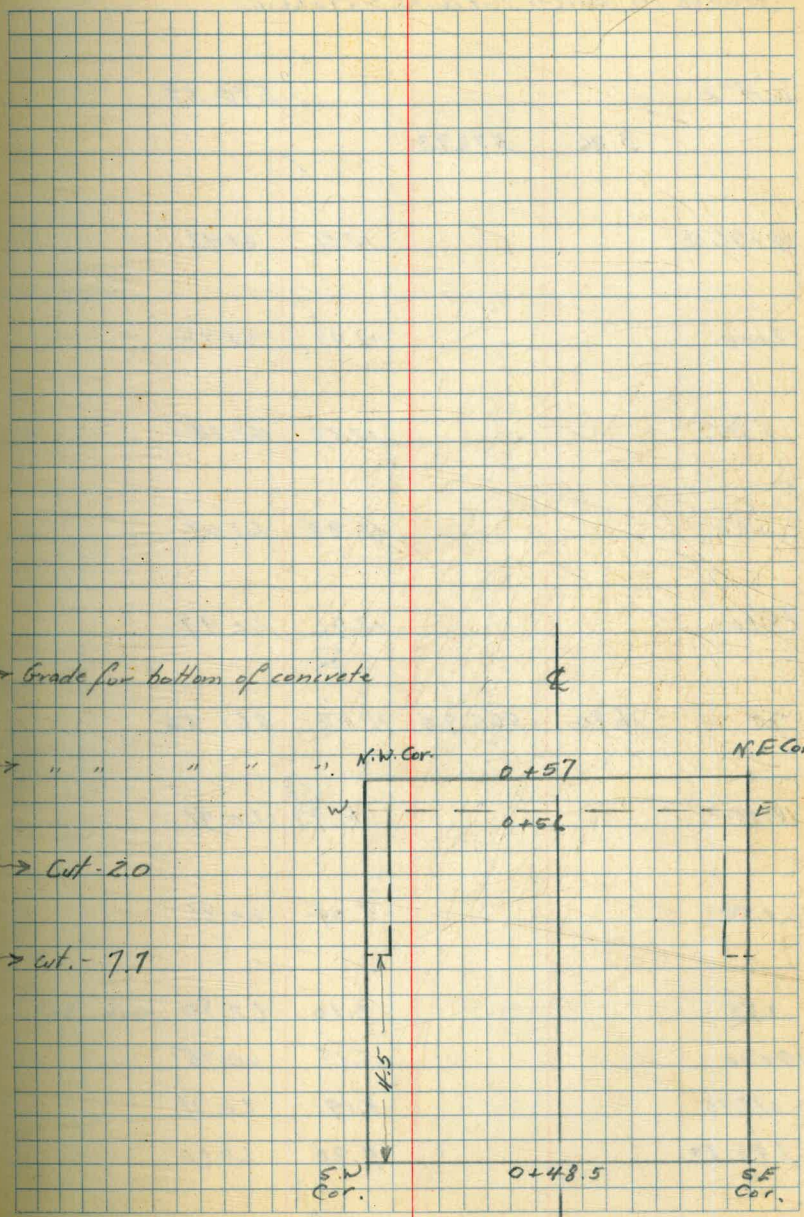 Grade for bottom of concrete
℄
" " " " "
N.W. Cor.
N.E Cor
0+57
W.
E
0+56
Cut - 2.0
cut. - 7.7
4.5
S.W
Cor.
0+48.5
S.E
Cor.